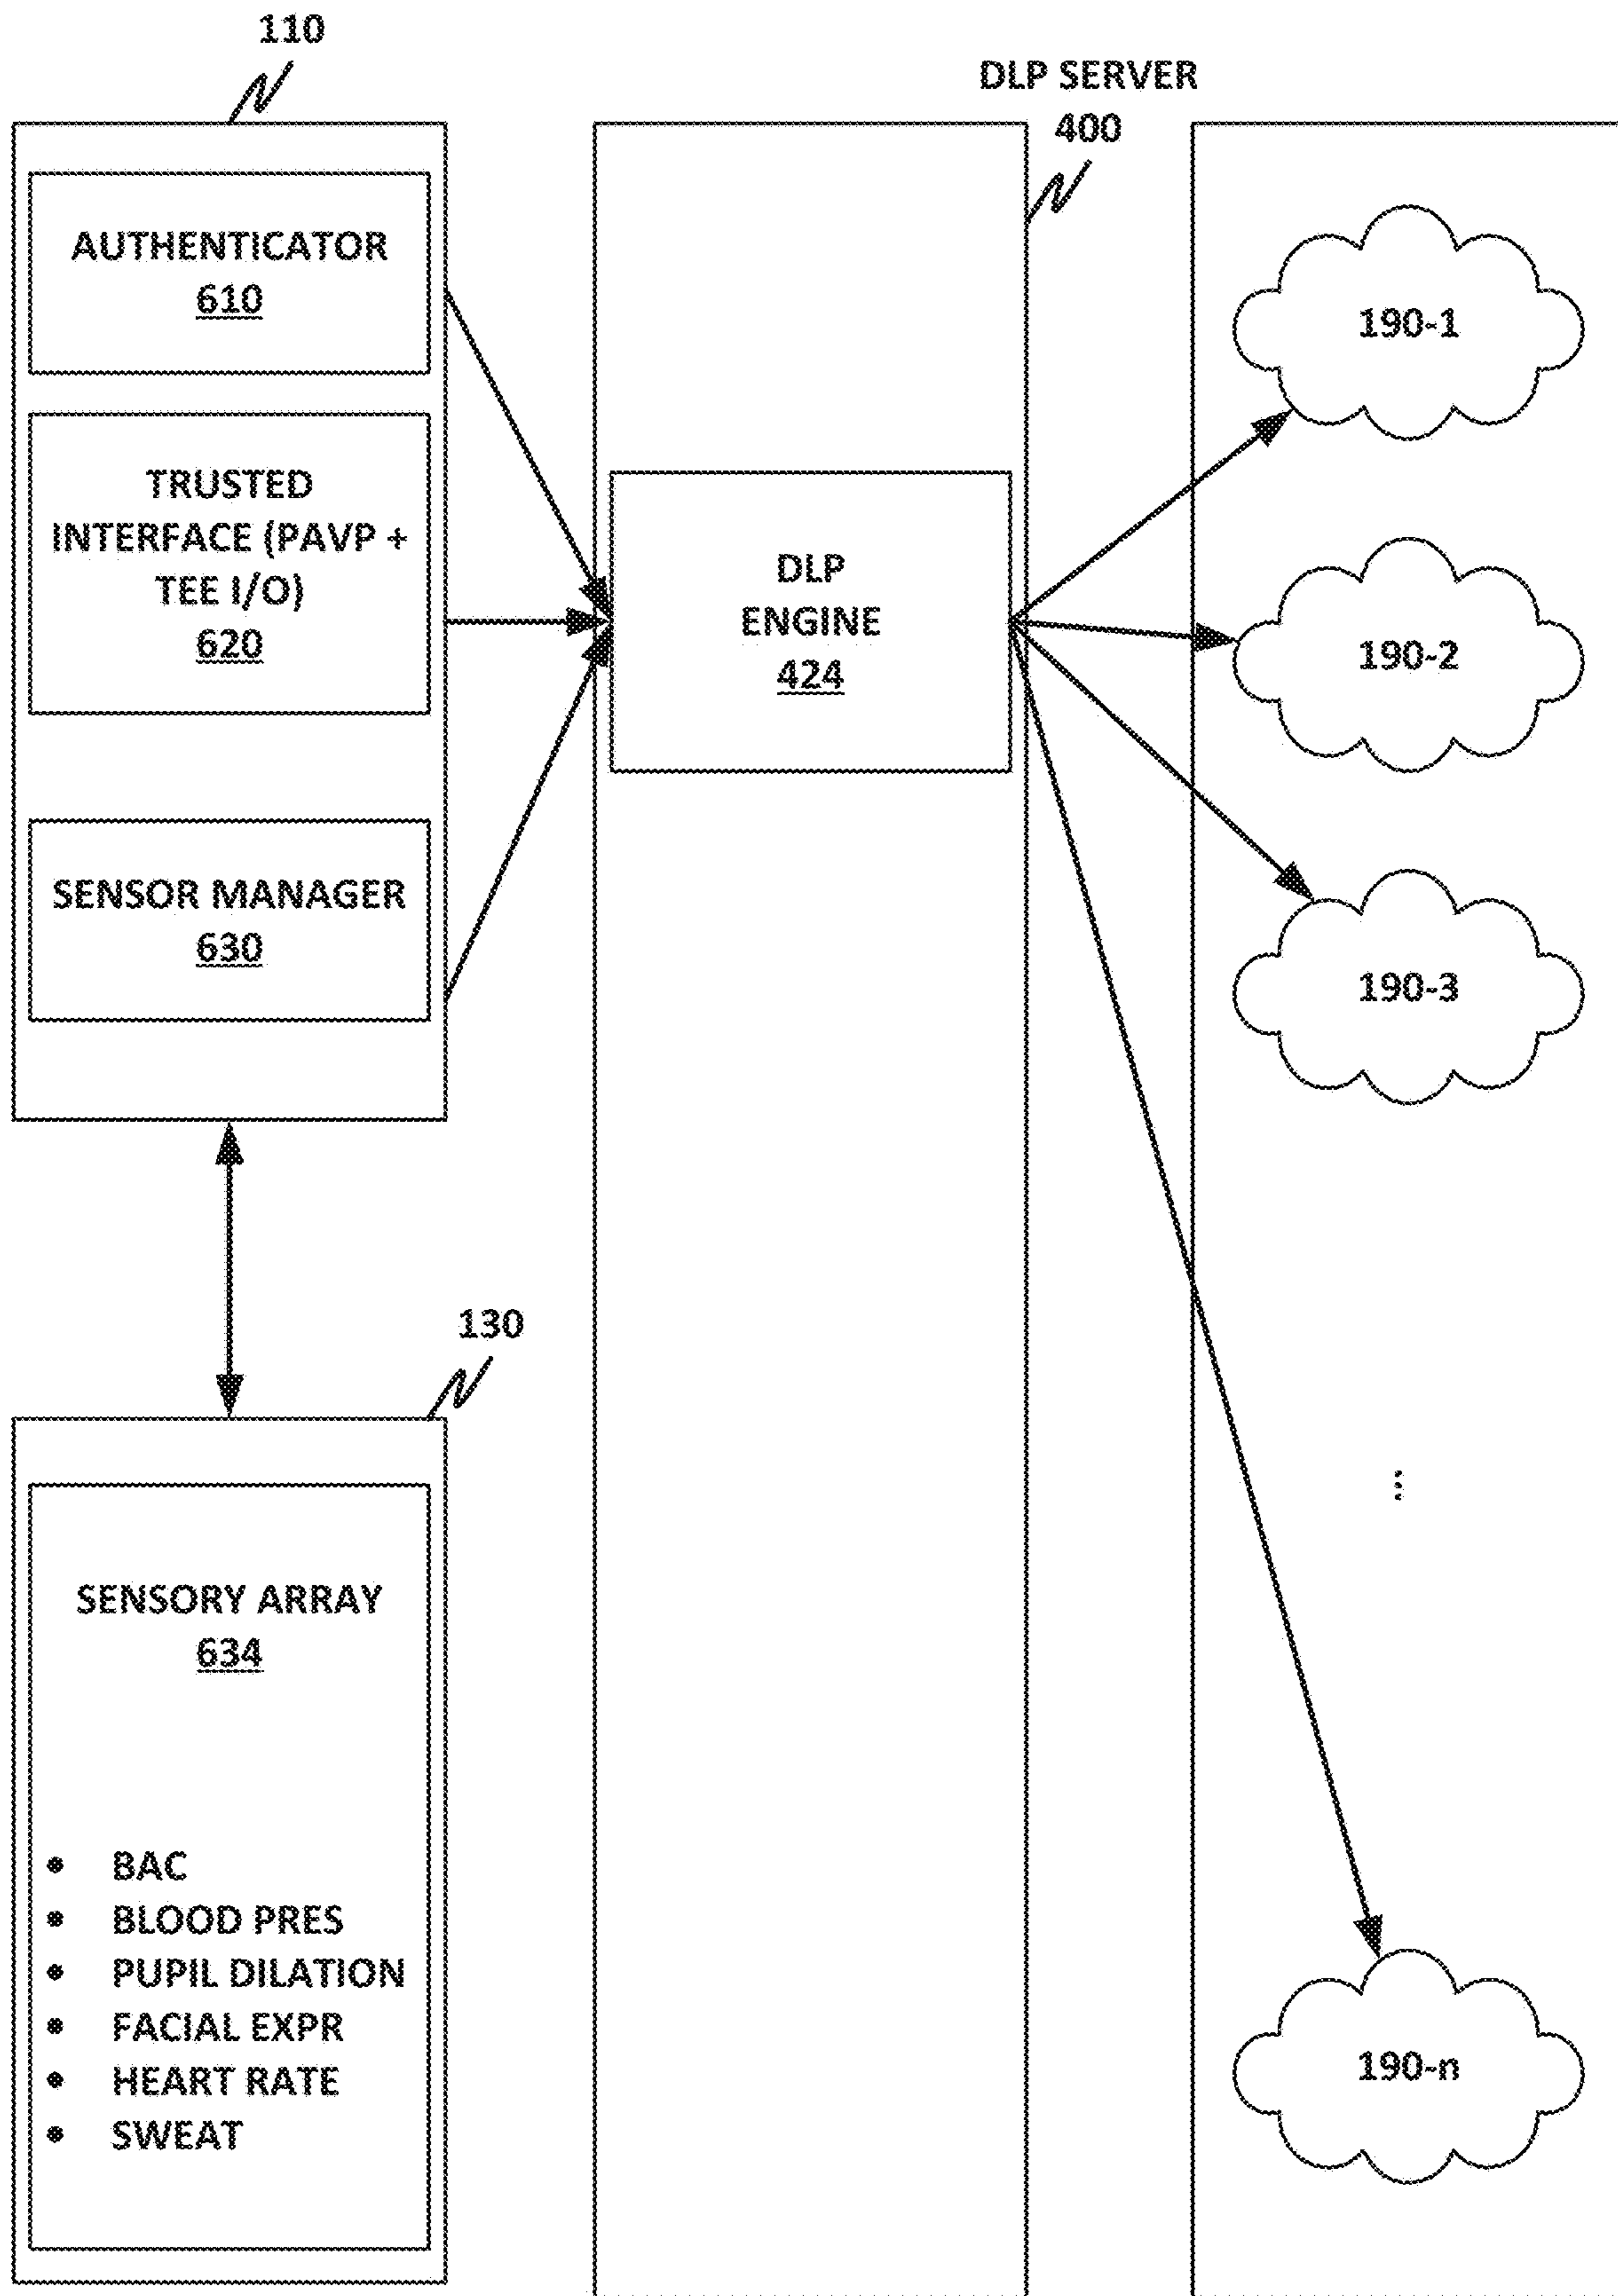 110
DLP SERVER
400
AUTHENTICATOR
610
TRUSTED
INTERFACE (PAVP +
TEE I/O)
620
SENSOR MANAGER
630
DLP
ENGINE
424
190-1
190-2
190-3
...
190-n
130
SENSORY ARRAY
634
• BAC
• BLOOD PRES
• PUPIL DILATION
• FACIAL EXPR
• HEART RATE
• SWEAT